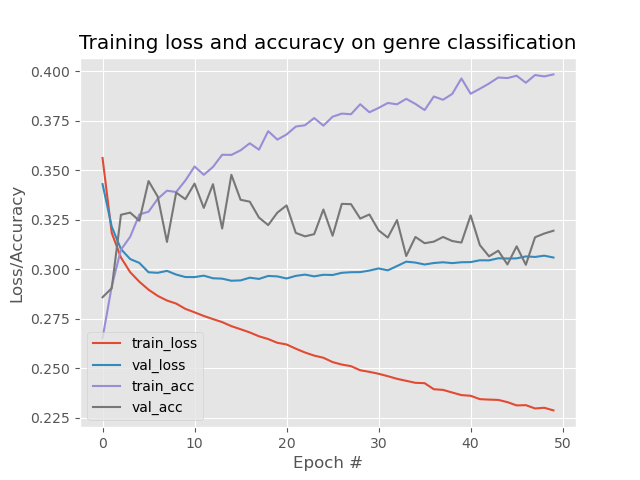 Training loss and accuracy on genre classification
0.400
0.375
0.350
0.325
0.300
0.275
0.250
0.225
Loss/Accuracy
train_loss
val_loss
train_acc
val_acc
0 10 20 30 40 50
Epoch #